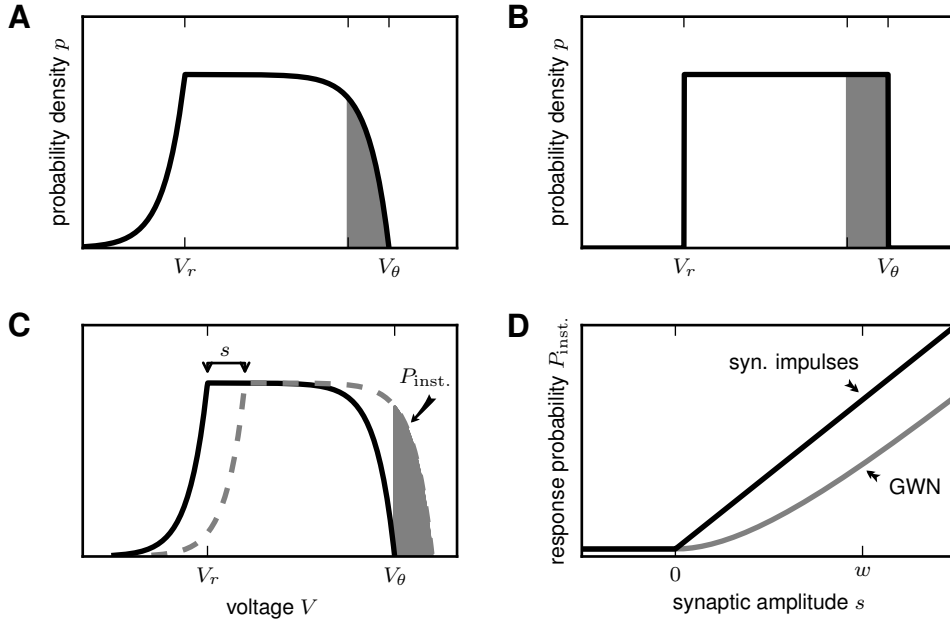 A
probability density p
V_r
V_θ
B
probability density p
V_r
V_θ
C
s
P_inst.
V_r
V_θ
voltage V
D
response probability P_inst.
syn. impulses
GWN
0
w
synaptic amplitude s